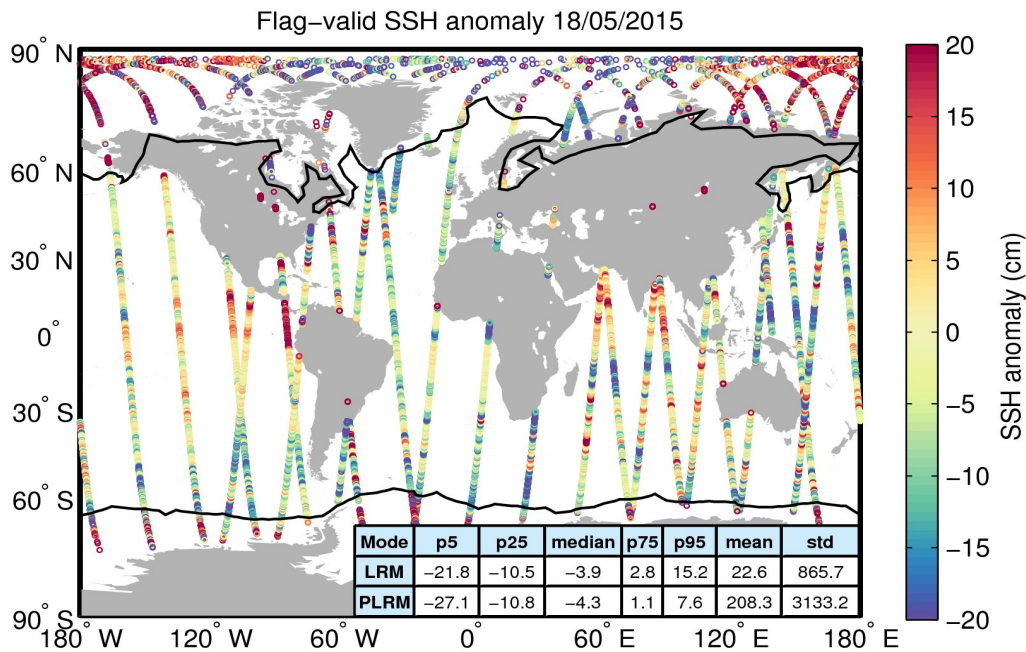 Flag−valid SSH anomaly 18/05/2015
90° N
60° N
30° N
0°
30° S
60° S
90° S
180° W 120° W 60° W 0° 60° E 120° E 180° E
Mode p5 p25 median p75 p95 mean std
LRM −21.8 −10.5 −3.9 2.8 15.2 22.6 865.7
PLRM −27.1 −10.8 −4.3 1.1 7.6 208.3 3133.2
20
15
10
5
0
−5
−10
−15
−20
SSH anomaly (cm)